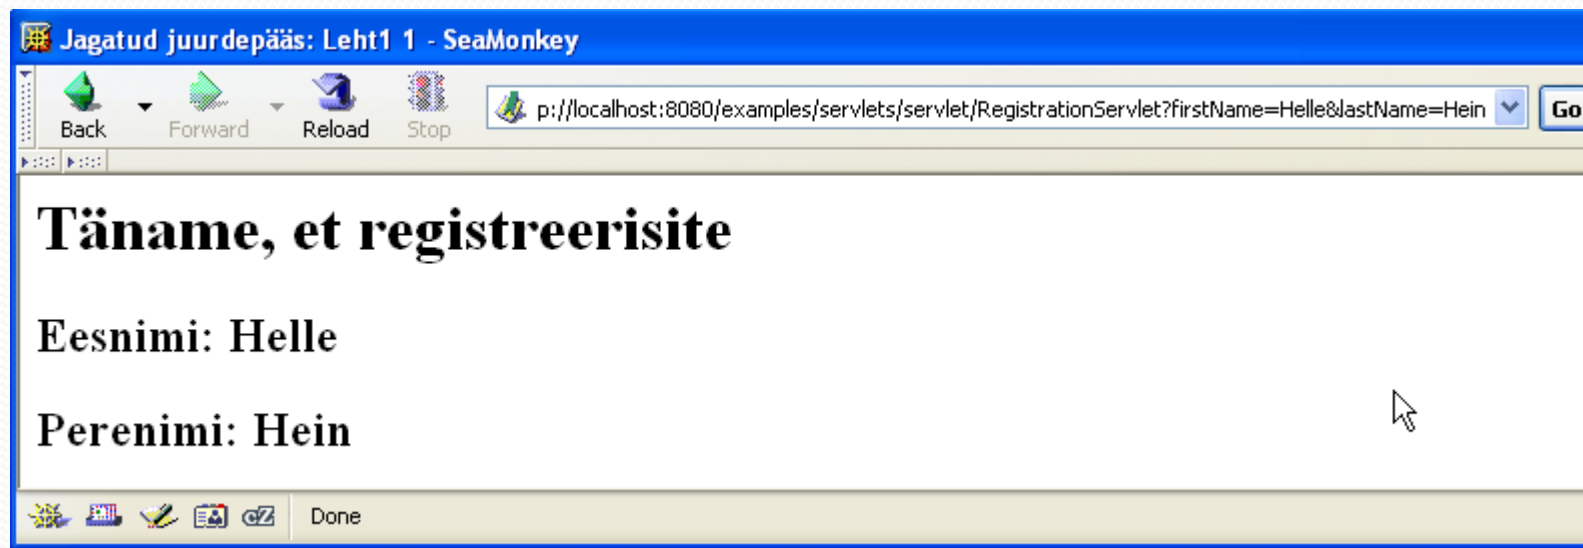 Jagatud juurdepääs: Leht1 1 - SeaMonkey
Back Forward Reload Stop p://localhost:8080/examples/servlets/servlet/RegistrationServlet?firstName=Helle&lastName=Hein Go
Täname, et registreerisite
Eesnimi: Helle
Perenimi: Hein
cZ Done